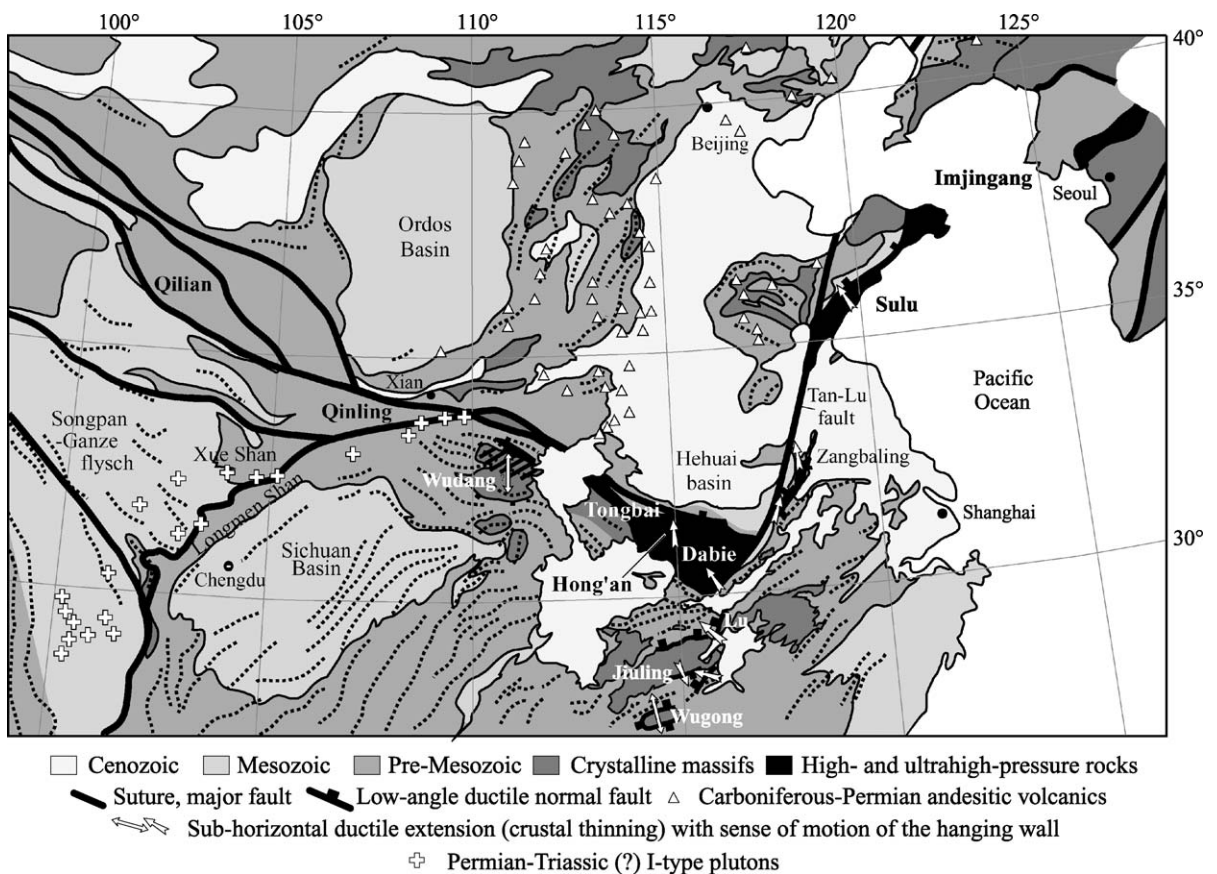 100° 105° 110° 115° 120° 125°
40°
Beijing
Imjingang
Seoul
Ordos
Basin
Qilian
35°
Sulu
Xian
Pacific
Ocean
Qinling
Tan-Lu
fault
Songpan
-Ganze
flysch
Xue Shan
Hehuai
basin
Zangbaling
Wudang
Tongbai
Shanghai
Longmen Shan
30°
Sichuan
Basin
Dabie
Chengdu
Hong'an
Lu
Jiuling
Wugong
Cenozoic Mesozoic Pre-Mesozoic Crystalline massifs High- and ultrahigh-pressure rocks
Suture, major fault Low-angle ductile normal fault Carboniferous-Permian andesitic volcanics
Sub-horizontal ductile extension (crustal thinning) with sense of motion of the hanging wall
Permian-Triassic (?) I-type plutons